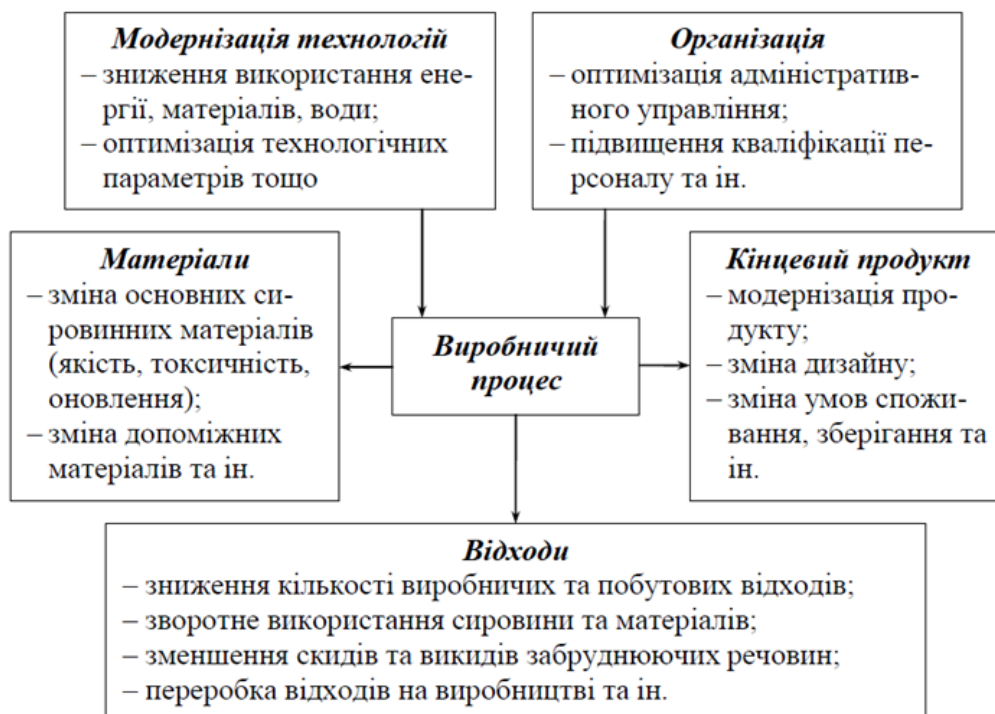 Модернізація технологій
– зниження використання ене-
ргії, матеріалів, води;
– оптимізація технологічних
параметрів тощо
Організація
– оптимізація адміністратив-
ного управління;
– підвищення кваліфікації пе-
рсоналу та ін.
Матеріали
– зміна основних си-
ровинних матеріалів
(якість, токсичність,
оновлення);
– зміна допоміжних
матеріалів та ін.
Виробничий
процес
Кінцевий продукт
– модернізація про-
дукту;
– зміна дизайну;
– зміна умов спожи-
вання, зберігання та
ін.
Відходи
– зниження кількості виробничих та побутових відходів;
– зворотне використання сировини та матеріалів;
– зменшення скидів та викидів забруднюючих речовин;
– переробка відходів на виробництві та ін.